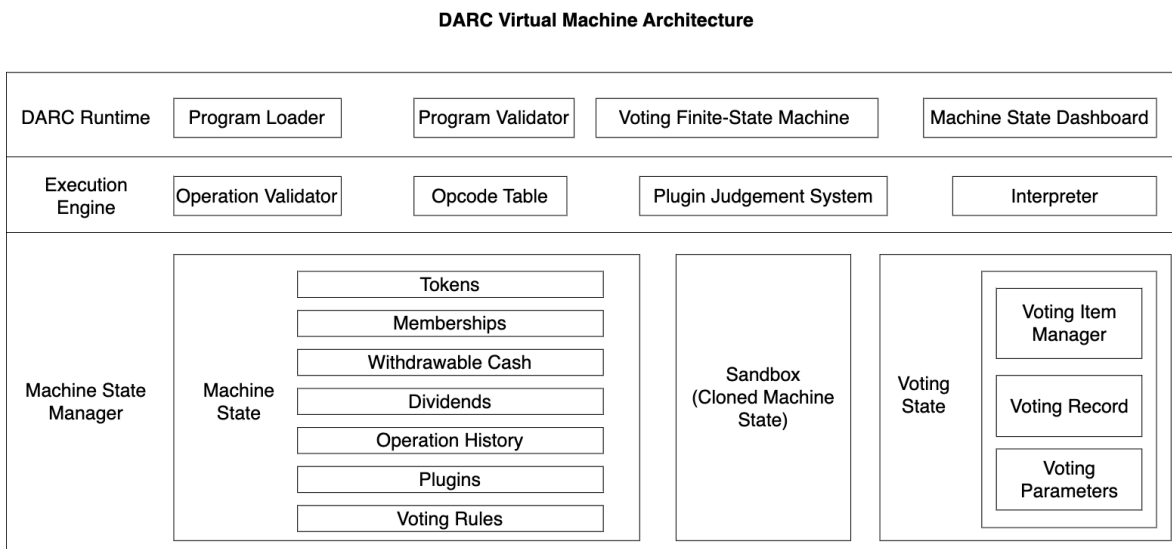 DARC Virtual Machine Architecture
DARC Runtime
Program Loader
Program Validator
Voting Finite-State Machine
Machine State Dashboard
Execution
Engine
Operation Validator
Opcode Table
Plugin Judgement System
Interpreter
Machine State
Manager
Machine
State
Tokens
Memberships
Withdrawable Cash
Dividends
Operation History
Plugins
Voting Rules
Sandbox
(Cloned Machine
State)
Voting
State
Voting Item
Manager
Voting Record
Voting
Parameters